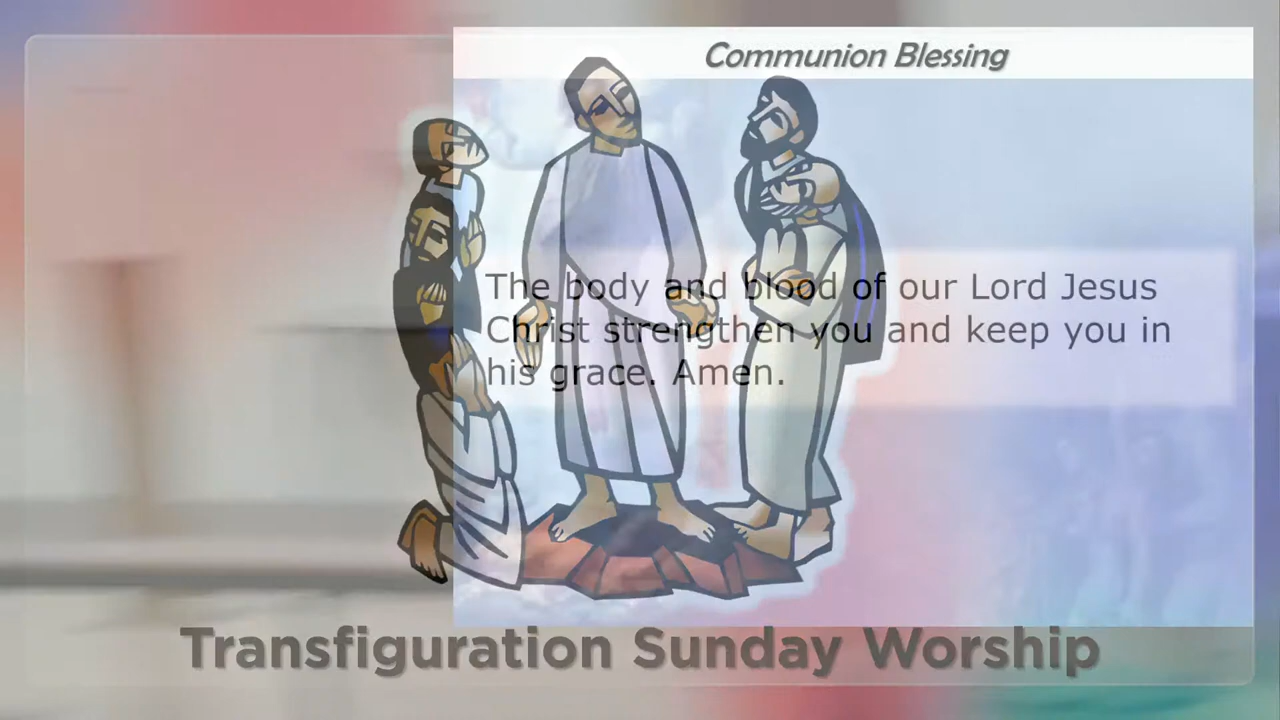 Communion Blessing
The body and blood of our Lord Jesus
Christ strengthen you and keep you in
his grace. Amen.
Transfiguration Sunday Worship